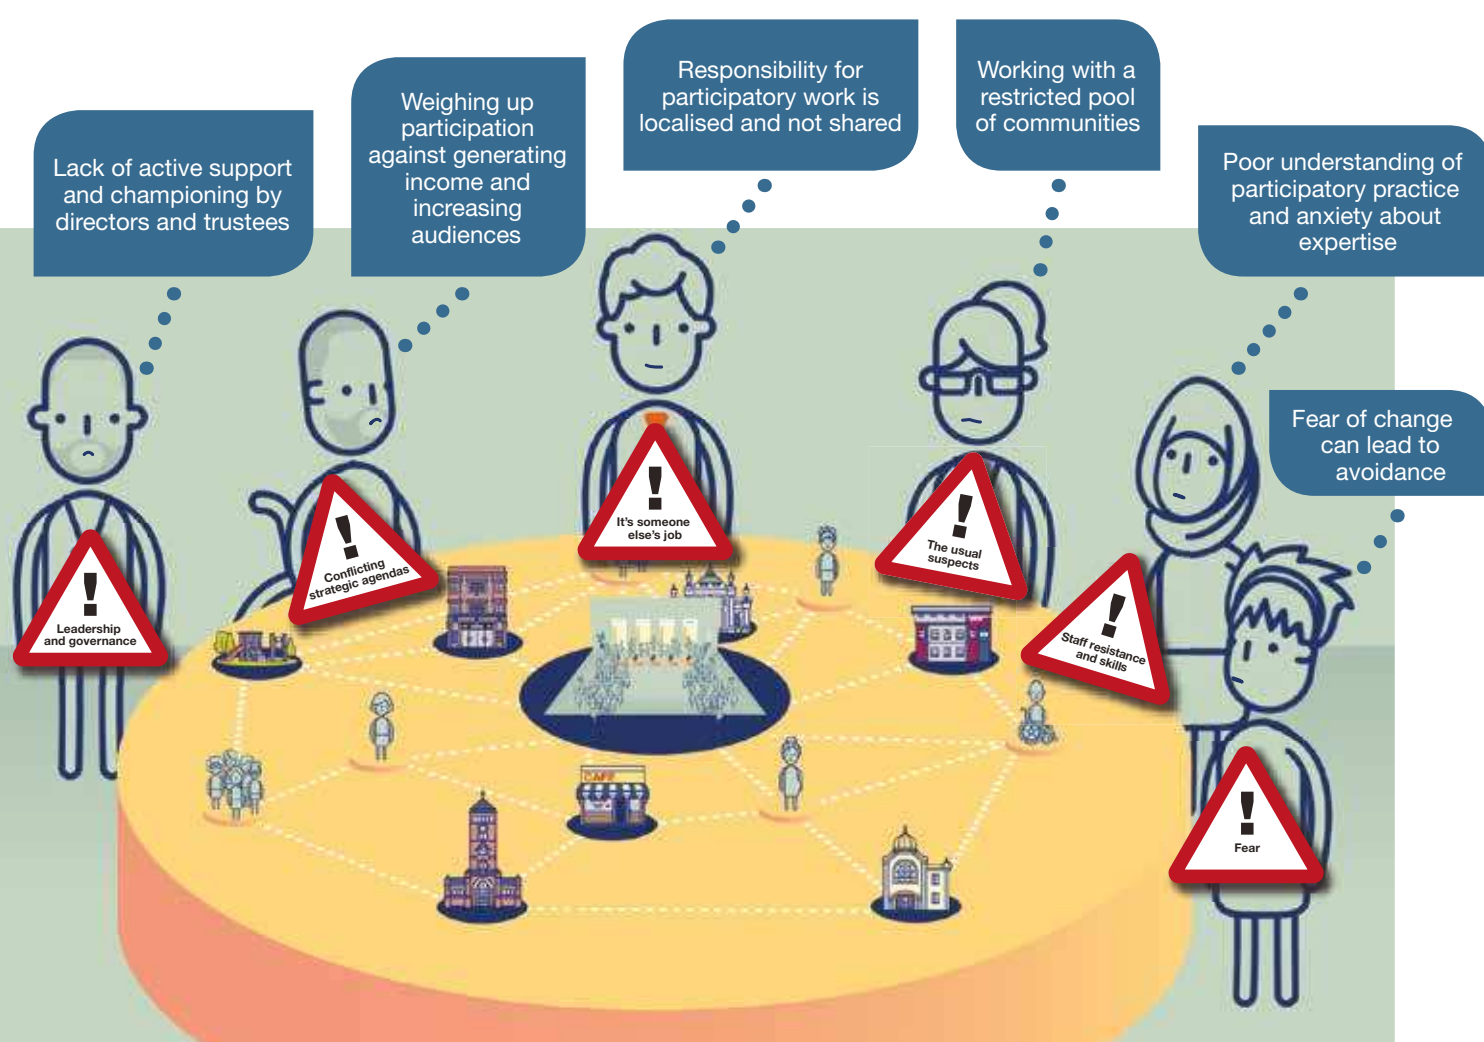 Lack of active support
and championing by
directors and trustees
Weighing up
participation
against generating
income and
increasing
audiences
Responsibility for
participatory work is
localised and not shared
Working with a
restricted pool
of communities
Poor understanding of
participatory practice
and anxiety about
expertise
Fear of change
can lead to
avoidance
Leadership
and governance
Conflicting
strategic agendas
It's someone
else's job
The usual
suspects
Staff resistance
and skills
Fear
CAFE